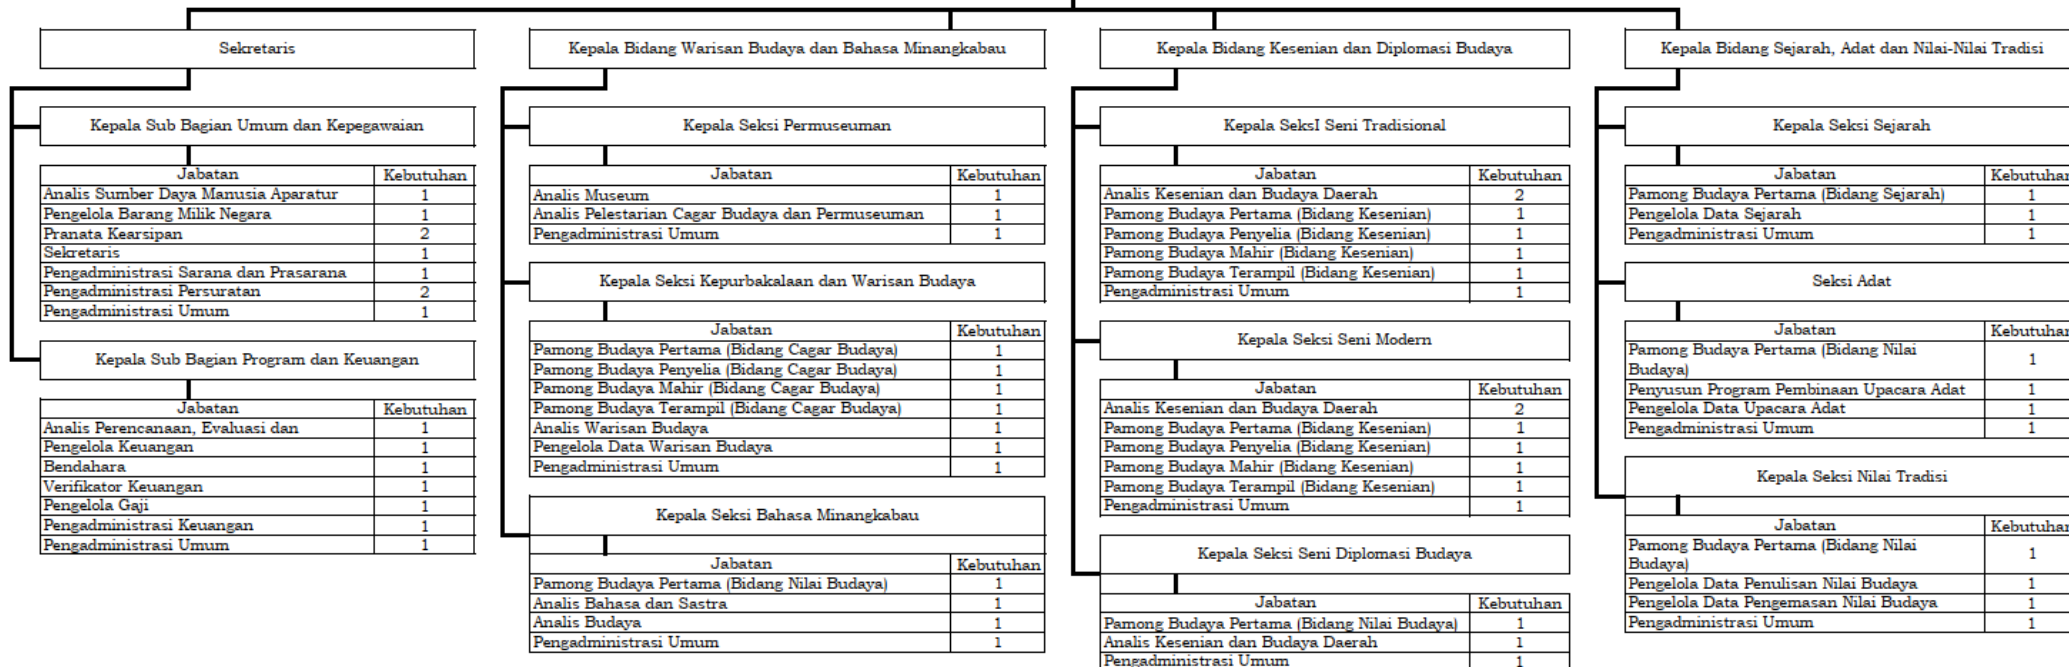 Sekretaris
Kepala Sub Bagian Umum dan Kepegawaian
Jabatan Kebutuhan
Analis Sumber Daya Manusia Aparatur 1
Pengelola Barang Milik Negara 1
Pranata Kearsipan 2
Sekretaris 1
Pengadministrasi Sarana dan Prasarana 1
Pengadministrasi Persuratan 2
Pengadministrasi Umum 1
Kepala Sub Bagian Program dan Keuangan
Jabatan Kebutuhan
Analis Perencanaan, Evaluasi dan 1
Pengelola Keuangan 1
Bendahara 1
Verifikator Keuangan 1
Pengelola Gaji 1
Pengadministrasi Keuangan 1
Pengadministrasi Umum 1
Kepala Bidang Warisan Budaya dan Bahasa Minangkabau
Kepala Seksi Permuseuman
Jabatan Kebutuhan
Analis Museum 1
Analis Pelestarian Cagar Budaya dan Permuseuman 1
Pengadministrasi Umum 1
Kepala Seksi Kepurbakalaan dan Warisan Budaya
Jabatan Kebutuhan
Pamong Budaya Pertama (Bidang Cagar Budaya) 1
Pamong Budaya Penyelia (Bidang Cagar Budaya) 1
Pamong Budaya Mahir (Bidang Cagar Budaya) 1
Pamong Budaya Terampil (Bidang Cagar Budaya) 1
Analis Warisan Budaya 1
Pengelola Data Warisan Budaya 1
Pengadministrasi Umum 1
Kepala Seksi Bahasa Minangkabau
Jabatan Kebutuhan
Pamong Budaya Pertama (Bidang Nilai Budaya) 1
Analis Bahasa dan Sastra 1
Analis Budaya 1
Pengadministrasi Umum 1
Kepala Bidang Kesenian dan Diplomasi Budaya
Kepala SeksI Seni Tradisional
Jabatan Kebutuhan
Analis Kesenian dan Budaya Daerah 2
Pamong Budaya Pertama (Bidang Kesenian) 1
Pamong Budaya Penyelia (Bidang Kesenian) 1
Pamong Budaya Mahir (Bidang Kesenian) 1
Pamong Budaya Terampil (Bidang Kesenian) 1
Pengadministrasi Umum 1
Kepala Seksi Seni Modern
Jabatan Kebutuhan
Analis Kesenian dan Budaya Daerah 2
Pamong Budaya Pertama (Bidang Kesenian) 1
Pamong Budaya Penyelia (Bidang Kesenian) 1
Pamong Budaya Mahir (Bidang Kesenian) 1
Pamong Budaya Terampil (Bidang Kesenian) 1
Pengadministrasi Umum 1
Kepala Seksi Seni Diplomasi Budaya
Jabatan Kebutuhan
Pamong Budaya Pertama (Bidang Nilai Budaya) 1
Analis Kesenian dan Budaya Daerah 1
Pengadministrasi Umum 1
Kepala Bidang Sejarah, Adat dan Nilai-Nilai Tradisi
Kepala Seksi Sejarah
Jabatan Kebutuhan
Pamong Budaya Pertama (Bidang Sejarah) 1
Pengelola Data Sejarah 1
Pengadministrasi Umum 1
Seksi Adat
Jabatan Kebutuhan
Pamong Budaya Pertama (Bidang Nilai
Budaya) 1
Penyusun Program Pembinaan Upacara Adat 1
Pengelola Data Upacara Adat 1
Pengadministrasi Umum 1
Kepala Seksi Nilai Tradisi
Jabatan Kebutuhan
Pamong Budaya Pertama (Bidang Nilai
Budaya) 1
Pengelola Data Penulisan Nilai Budaya 1
Pengelola Data Pengemasan Nilai Budaya 1
Pengadministrasi Umum 1